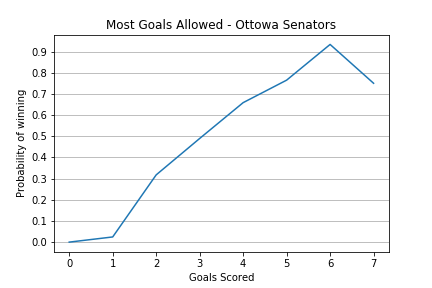 Most Goals Allowed - Ottowa Senators
Probability of winning
0.9
0.8
0.7
0.6
0.5
0.4
0.3
0.2
0.1
0.0
0 1 2 3 4 5 6 7
Goals Scored